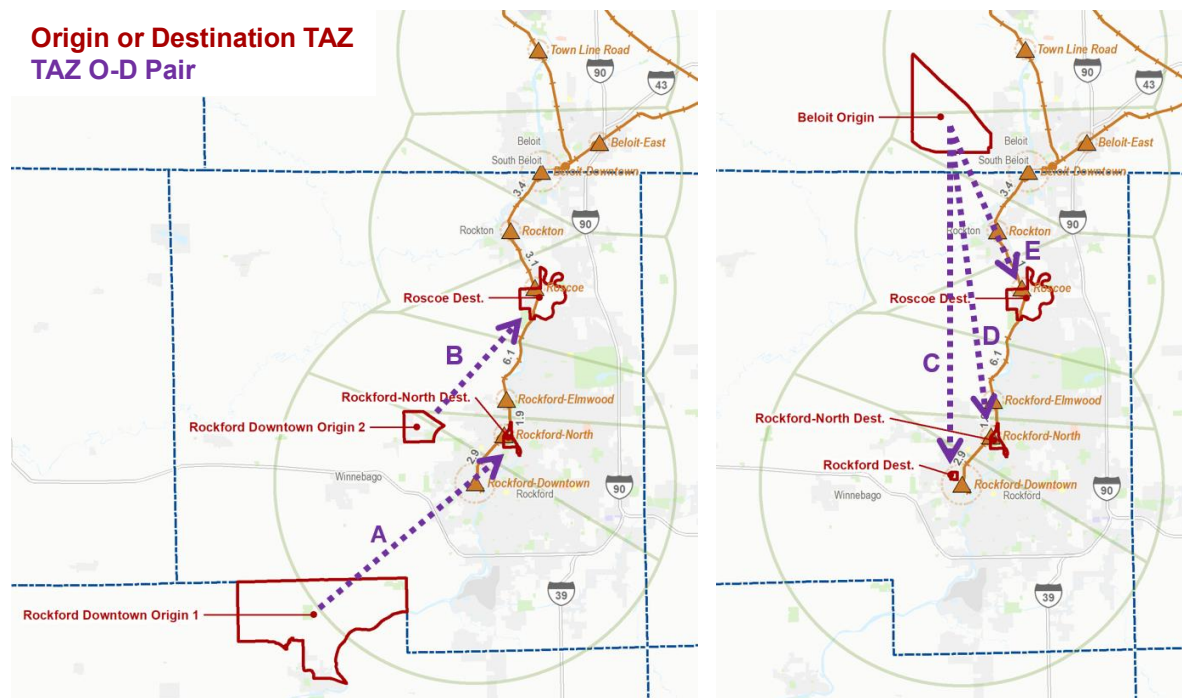 Origin or Destination TAZ
TAZ O-D Pair
Town Line Road
90
43
Beloit
Beloit-East
South Beloit
Beloit-Downtown
3.4
90
Rockton
Rockton
3.1
Roscoe
Roscoe Dest.
B
6.1
Rockford-North Dest.
Rockford-Elmwood
1.9
Rockford Downtown Origin 2
Rockford-North
2.9
Winnebago
Rockford-Downtown
Rockford
90
A
39
Rockford Downtown Origin 1
Town Line Road
90
43
Beloit Origin
Beloit
Beloit-East
South Beloit
Beloit-Downtown
3.4
90
Rockton
Rockton
E
Roscoe
Roscoe Dest.
D
C
6.1
Rockford-Elmwood
Rockford-North Dest.
Rockford-North
2.9
Rockford Dest.
Winnebago
Rockford-Downtown
Rockford
90
39